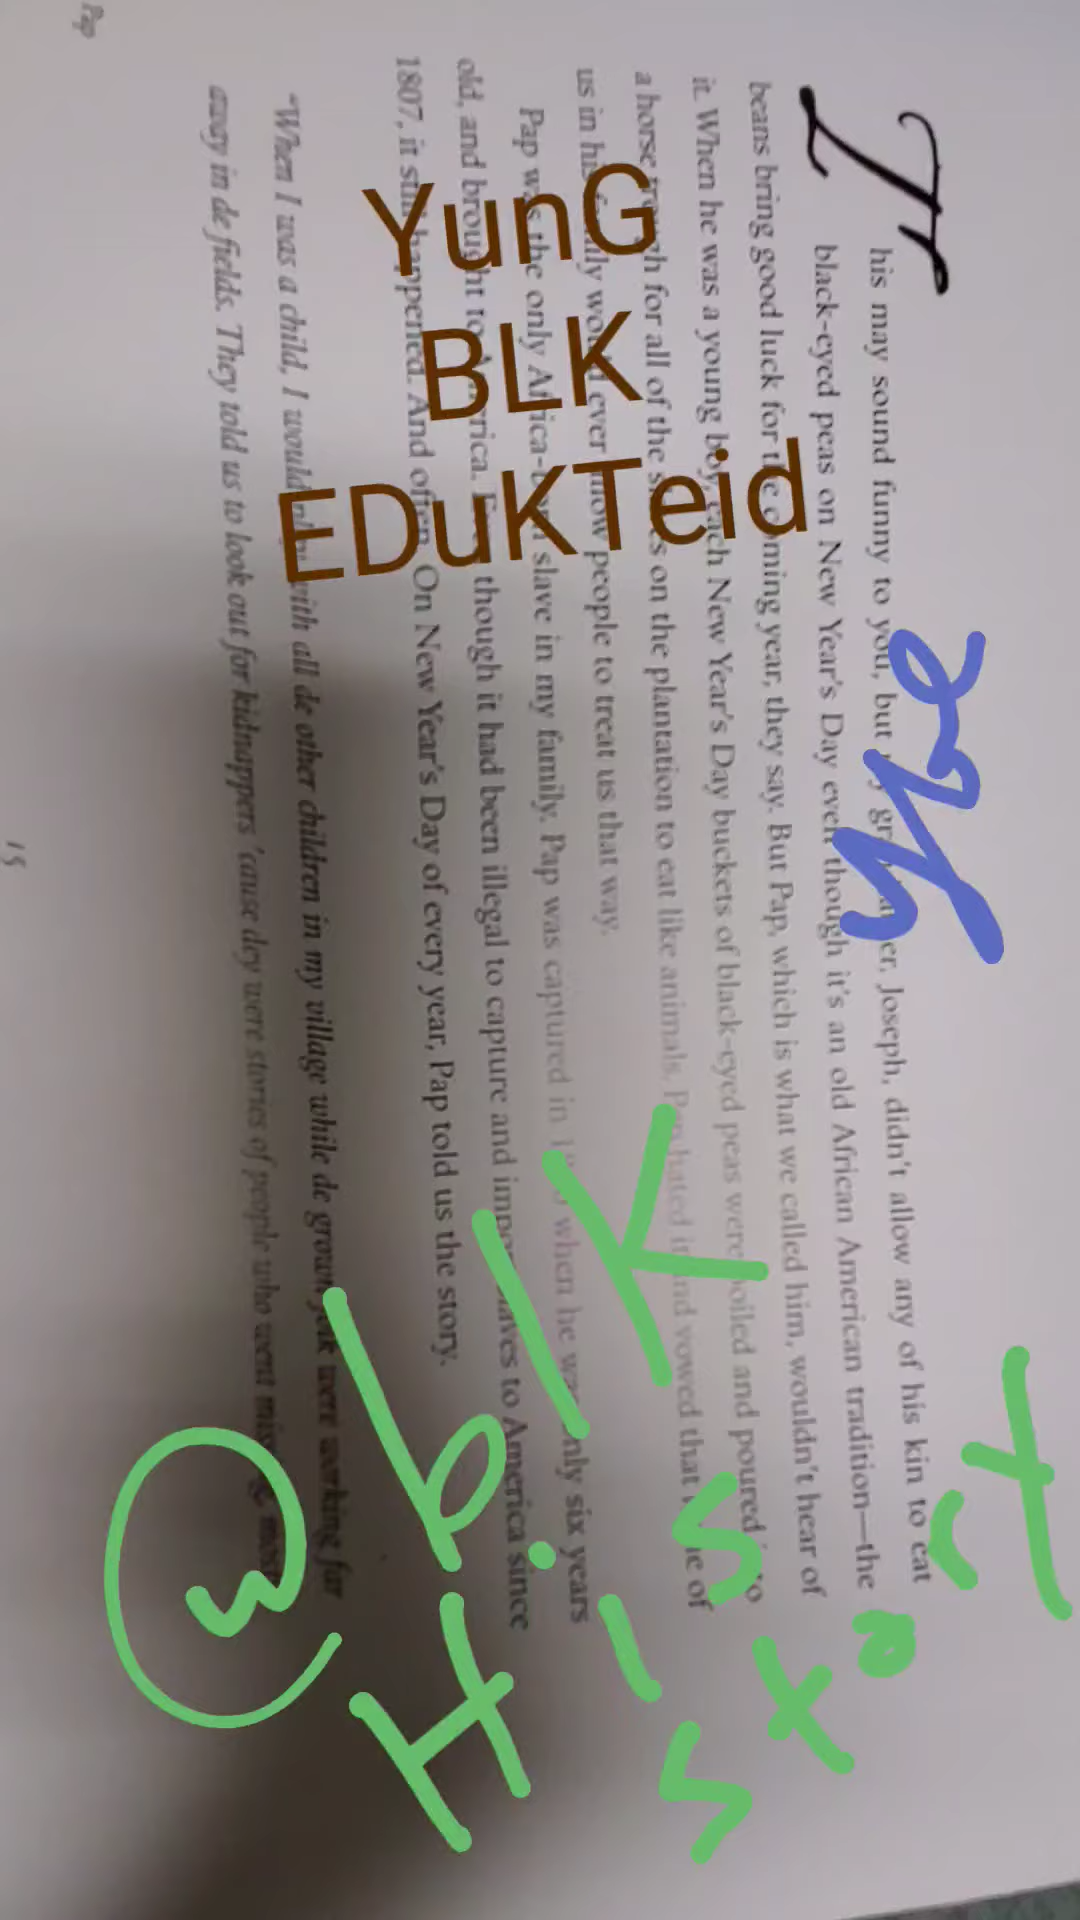 YunG
BLK
EDuKTeid
Pap
This may sound funny to you, but my er, Joseph, didn't allow any of his kin to eat
black-eyed peas on New Year's Day even though it's an old African American tradition—the
beans bring good luck for the coming year, they say. But Pap, which is what we called him, wouldn't hear of
it. When he was a young boy, each New Year's Day buckets of black-eyed peas were boiled and poured into
a horse trough for all of the slaves on the plantation to eat like animals. Pap hated it and vowed that none of
us in his family would ever allow people to treat us that way.
Pap was the only Africa-born slave in my family. Pap was captured in when he was only six years
old, and brought to America. Even though it had been illegal to capture and import slaves to America since
1807, it still happened. And often. On New Year's Day of every year, Pap told us the story.
"When I was a child, I would play with all de other children in my village while de grown folk were working far
away in de fields. They told us to look out for kidnappers 'cause dey were stories of people who went missing, most
15
blk